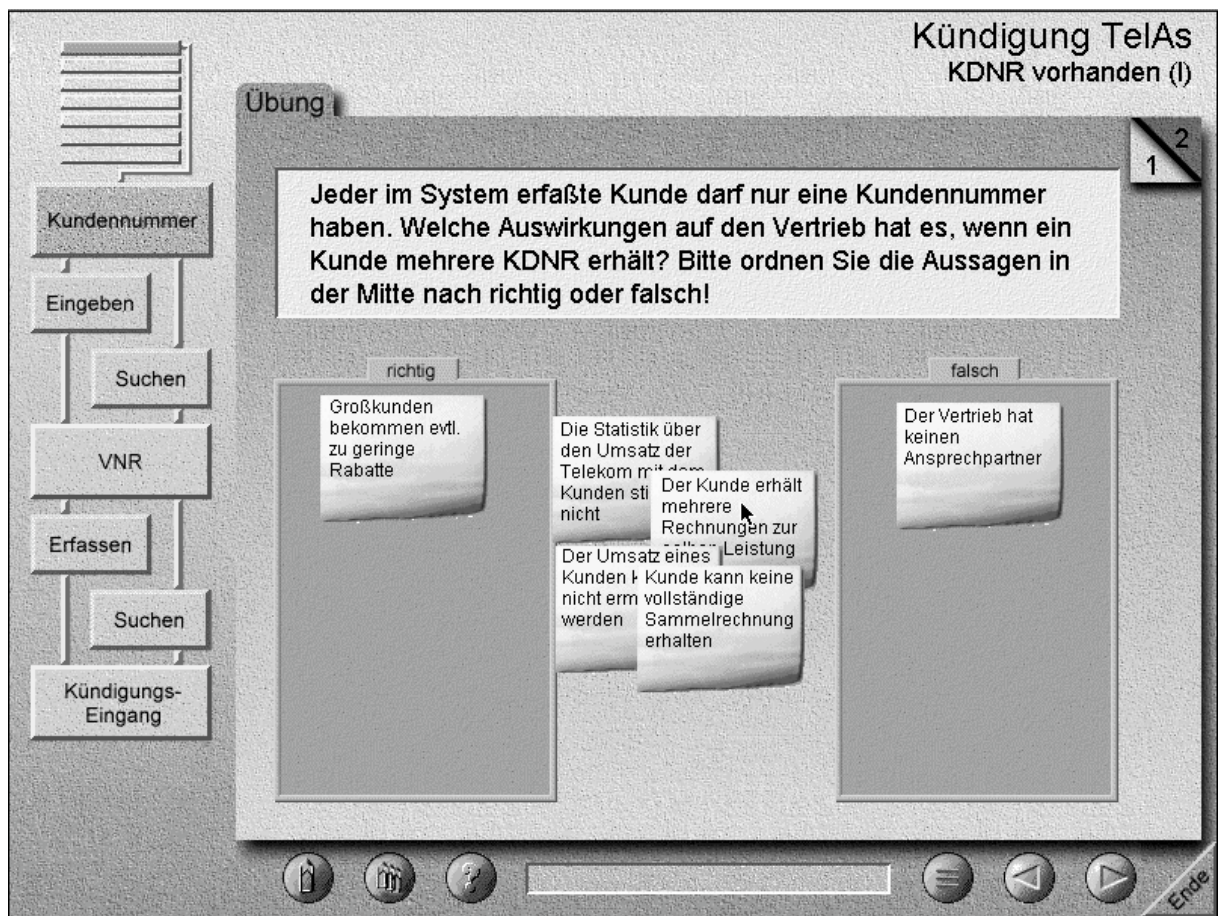 Kündigung TelAs
KDNR vorhanden (I)
Übung
2
1
Jeder im System erfaßte Kunde darf nur eine Kundennummer
haben. Welche Auswirkungen auf den Vertrieb hat es, wenn ein
Kunde mehrere KDNR erhält? Bitte ordnen Sie die Aussagen in
der Mitte nach richtig oder falsch!
Kundennummer
Eingeben
Suchen
VNR
Erfassen
Suchen
Kündigungs-
Eingang
richtig
Großkunden
bekommen evtl.
zu geringe
Rabatte
Die Statistik über
den Umsatz der
Telekom mit dem
Kunden sti
nicht
Der Kunde erhält
mehrere
Rechnungen zur
selben Leistung
Der Umsatz eines
Kunden
nicht erm
werden
Kunde kann keine
vollständige
Sammelrechnung
erhalten
falsch
Der Vertrieb hat
keinen
Ansprechpartner
?
Ende